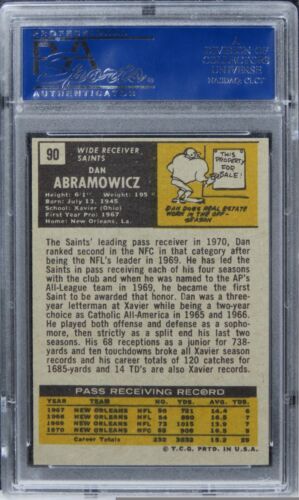 PROFESSIONAL
PSA
AUTHENTICATOR
A
DIVISION OF
COLLECTORS
UNIVERSE
NASDAQ: CLCT
90
WIDE RECEIVER
SAINTS
DAN
ABRAMOWICZ
Height: 6-1" Weight: 195
Born: July 13, 1945
School: Xavier (Ohio)
First Year Pro: 1967
Home: New Orleans, La.
THIS
PROPERTY
FOR
SALE!
DAN DOES REAL ESTATE
WORK IN THE OFF-
SEASON
The Saints' leading pass receiver in 1970, Dan
ranked second in the NFC in that category after
being the NFL's leader in 1969. He has led the
Saints in pass receiving each of his four seasons
with the club and when he was named to the AP's
All-League team in 1969, he became the first
Saint to be awarded that honor. Dan was a three-
year letterman at Xavier while being a two-choice
as Catholic All-America in 1965 and 1966.
He played both offense and defense as a sopho-
more, then strictly as a split end his last two
seasons. His 68 receptions as a junior for 738-
yards and ten touchdowns broke all Xavier season
records and his career totals of 120 catches for
1685-yards and 14 TD's are also Xavier records.
PASS RECEIVING RECORD
YEAR TEAM NO. YDS. AVG. TDS.
1967 NEW ORLEANS NFL 50 721 14.4 6
1968 NEW ORLEANS NFL 54 890 16.5 7
1969 NEW ORLEANS NFL 73 1015 13.9 7
1970 NEW ORLEANS NFC 55 906 16.5 5
Career Totals 232 3532 15.2 25
© T.C.G. PRTD. IN U.S.A.